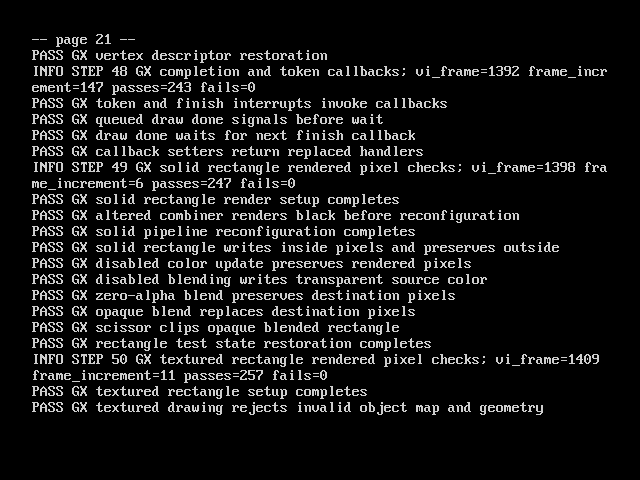 -- page 21 --
PASS GX vertex descriptor restoration
INFO STEP 48 GX completion and token callbacks; vi_frame=1392 frame_incr
ement=147 passes=243 fails=0
PASS GX token and finish interrupts invoke callbacks
PASS GX queued draw done signals before wait
PASS GX draw done waits for next finish callback
PASS GX callback setters return replaced handlers
INFO STEP 49 GX solid rectangle rendered pixel checks; vi_frame=1398 fra
me_increment=6 passes=247 fails=0
PASS GX solid rectangle render setup completes
PASS GX altered combiner renders black before reconfiguration
PASS GX solid pipeline reconfiguration completes
PASS GX solid rectangle writes inside pixels and preserves outside
PASS GX disabled color update preserves rendered pixels
PASS GX disabled blending writes transparent source color
PASS GX zero-alpha blend preserves destination pixels
PASS GX opaque blend replaces destination pixels
PASS GX scissor clips opaque blended rectangle
PASS GX rectangle test state restoration completes
INFO STEP 50 GX textured rectangle rendered pixel checks; vi_frame=1409
frame_increment=11 passes=257 fails=0
PASS GX textured rectangle setup completes
PASS GX textured drawing rejects invalid object map and geometry